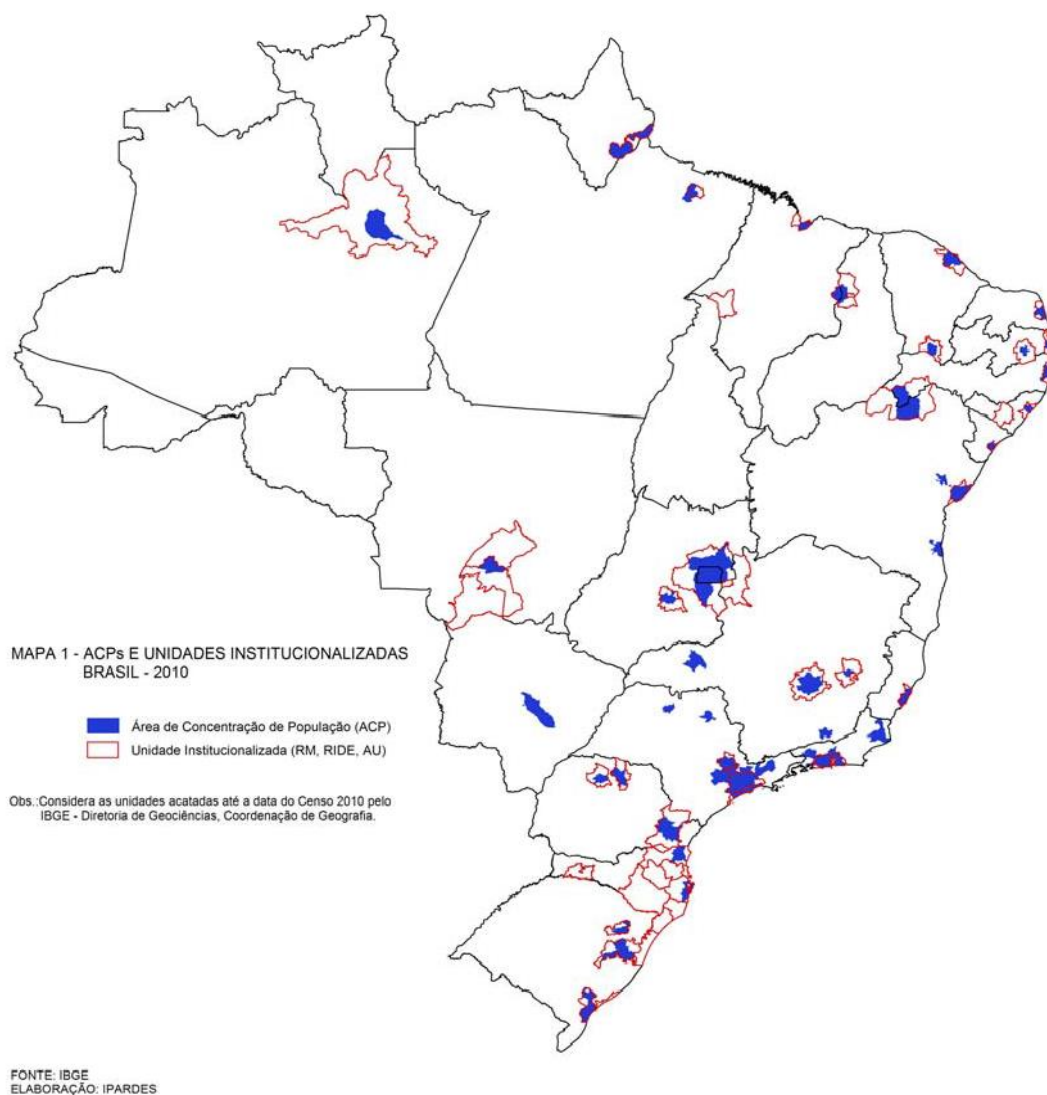 MAPA 1 - ACPs E UNIDADES INSTITUCIONALIZADAS
BRASIL - 2010
Área de Concentração de População (ACP)
Unidade Institucionalizada (RM, RIDE, AU)
Obs.:Considera as unidades acatadas até a data do Censo 2010 pelo
IBGE - Diretoria de Geociências, Coordenação de Geografia.
FONTE: IBGE
ELABORAÇÃO: IPARDES